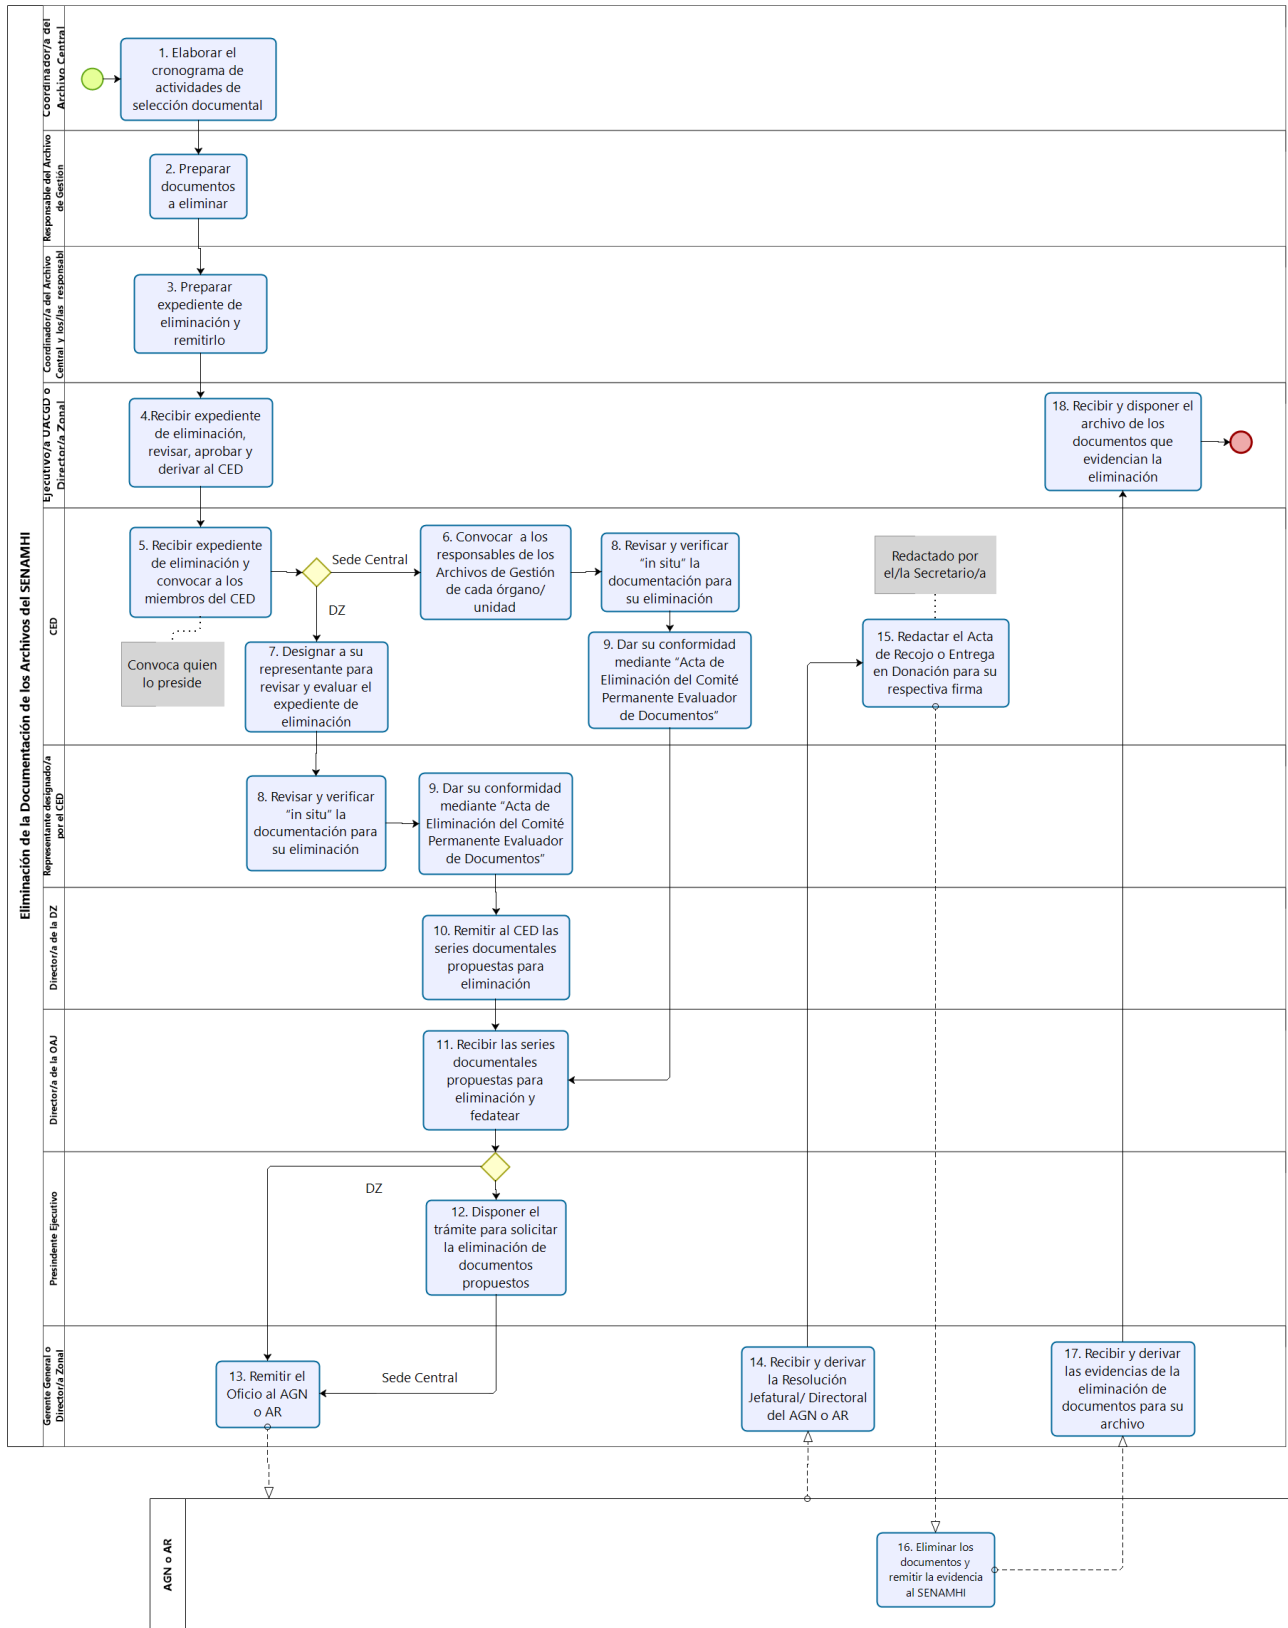 Eliminación de la Documentación de los Archivos del SENAMHI
Coordinador/a del
Archivo Central
1. Elaborar el
cronograma de
actividades de
selección documental
Responsable del Archivo
de Gestión
2. Preparar
documentos
a eliminar
Coordinador/a del Archivo
Central y los/las responsabl
3. Preparar
expediente de
eliminación y
remitirlo
Ejecutivo/a UACGD o
Director/a Zonal
4.Recibir expediente
de eliminación,
revisar, aprobar y
derivar al CED
18. Recibir y disponer el
archivo de los
documentos que
evidencian la
eliminación
CED
5. Recibir expediente
de eliminación y
convocar a los
miembros del CED
Convoca quien
lo preside
Sede Central
DZ
6. Convocar a los
responsables de los
Archivos de Gestión
de cada órgano/
unidad
7. Designar a su
representante para
revisar y evaluar el
expediente de
eliminación
8. Revisar y verificar
“in situ” la
documentación para
su eliminación
9. Dar su conformidad
mediante “Acta de
Eliminación del Comité
Permanente Evaluador
de Documentos”
Redactado por
el/la Secretario/a
15. Redactar el Acta
de Recojo o Entrega
en Donación para su
respectiva firma
Representante designado/a
por el CED
8. Revisar y verificar
“in situ” la
documentación para
su eliminación
9. Dar su conformidad
mediante “Acta de
Eliminación del Comité
Permanente Evaluador
de Documentos”
Director/a de la DZ
10. Remitir al CED las
series documentales
propuestas para
eliminación
Director/a de la OAJ
11. Recibir las series
documentales
propuestas para
eliminación y
fedatear
Presindente Ejecutivo
DZ
12. Disponer el
trámite para solicitar
la eliminación de
documentos
propuestos
Gerente General o
Director/a Zonal
13. Remitir el
Oficio al AGN
o AR
Sede Central
14. Recibir y derivar
la Resolución
Jefatural/ Directoral
del AGN o AR
17. Recibir y derivar
las evidencias de la
eliminación de
documentos para su
archivo
AGN o AR
16. Eliminar los
documentos y
remitir la evidencia
al SENAMHI